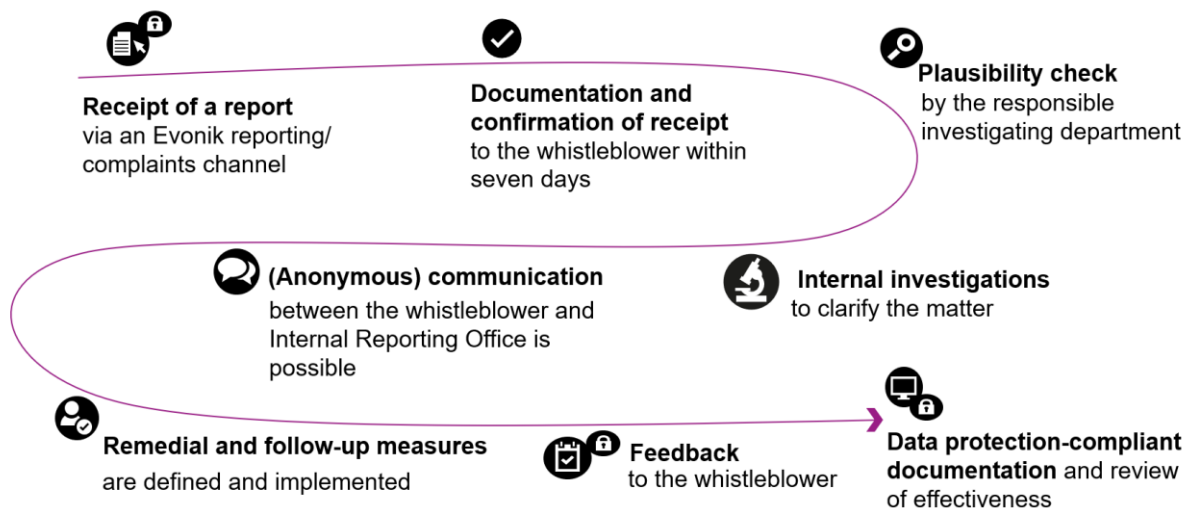 Receipt of a report
via an Evonik reporting/
complaints channel
Documentation and
confirmation of receipt
to the whistleblower within
seven days
Plausibility check
by the responsible
investigating department
Internal investigations
to clarify the matter
(Anonymous) communication
between the whistleblower and
Internal Reporting Office is
possible
Remedial and follow-up measures
are defined and implemented
Feedback
to the whistleblower
Data protection-compliant
documentation and review
of effectiveness